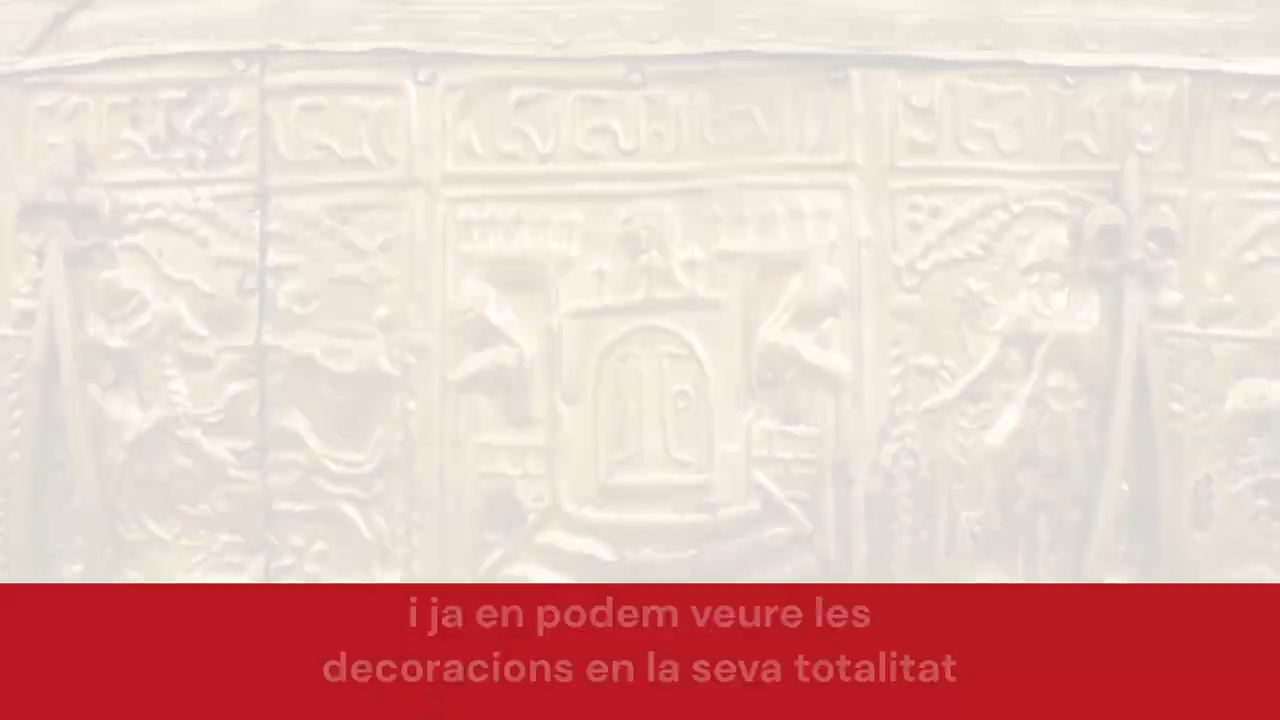 i ja en podem veure les
decoracions en la seva totalitat